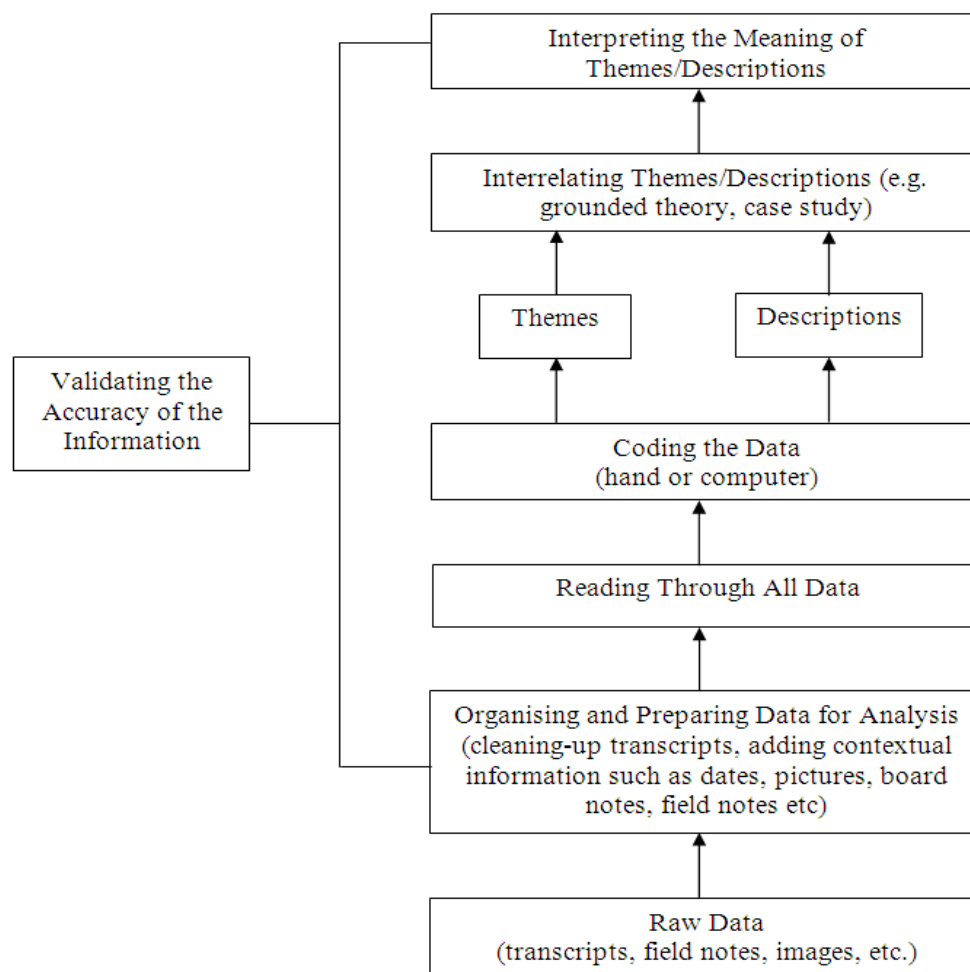 Interpreting the Meaning of
Themes/Descriptions
Interrelating Themes/Descriptions (e.g.
grounded theory, case study)
Themes
Descriptions
Validating the
Accuracy of the
Information
Coding the Data
(hand or computer)
Reading Through All Data
Organising and Preparing Data for Analysis
(cleaning-up transcripts, adding contextual
information such as dates, pictures, board
notes, field notes etc)
Raw Data
(transcripts, field notes, images, etc.)